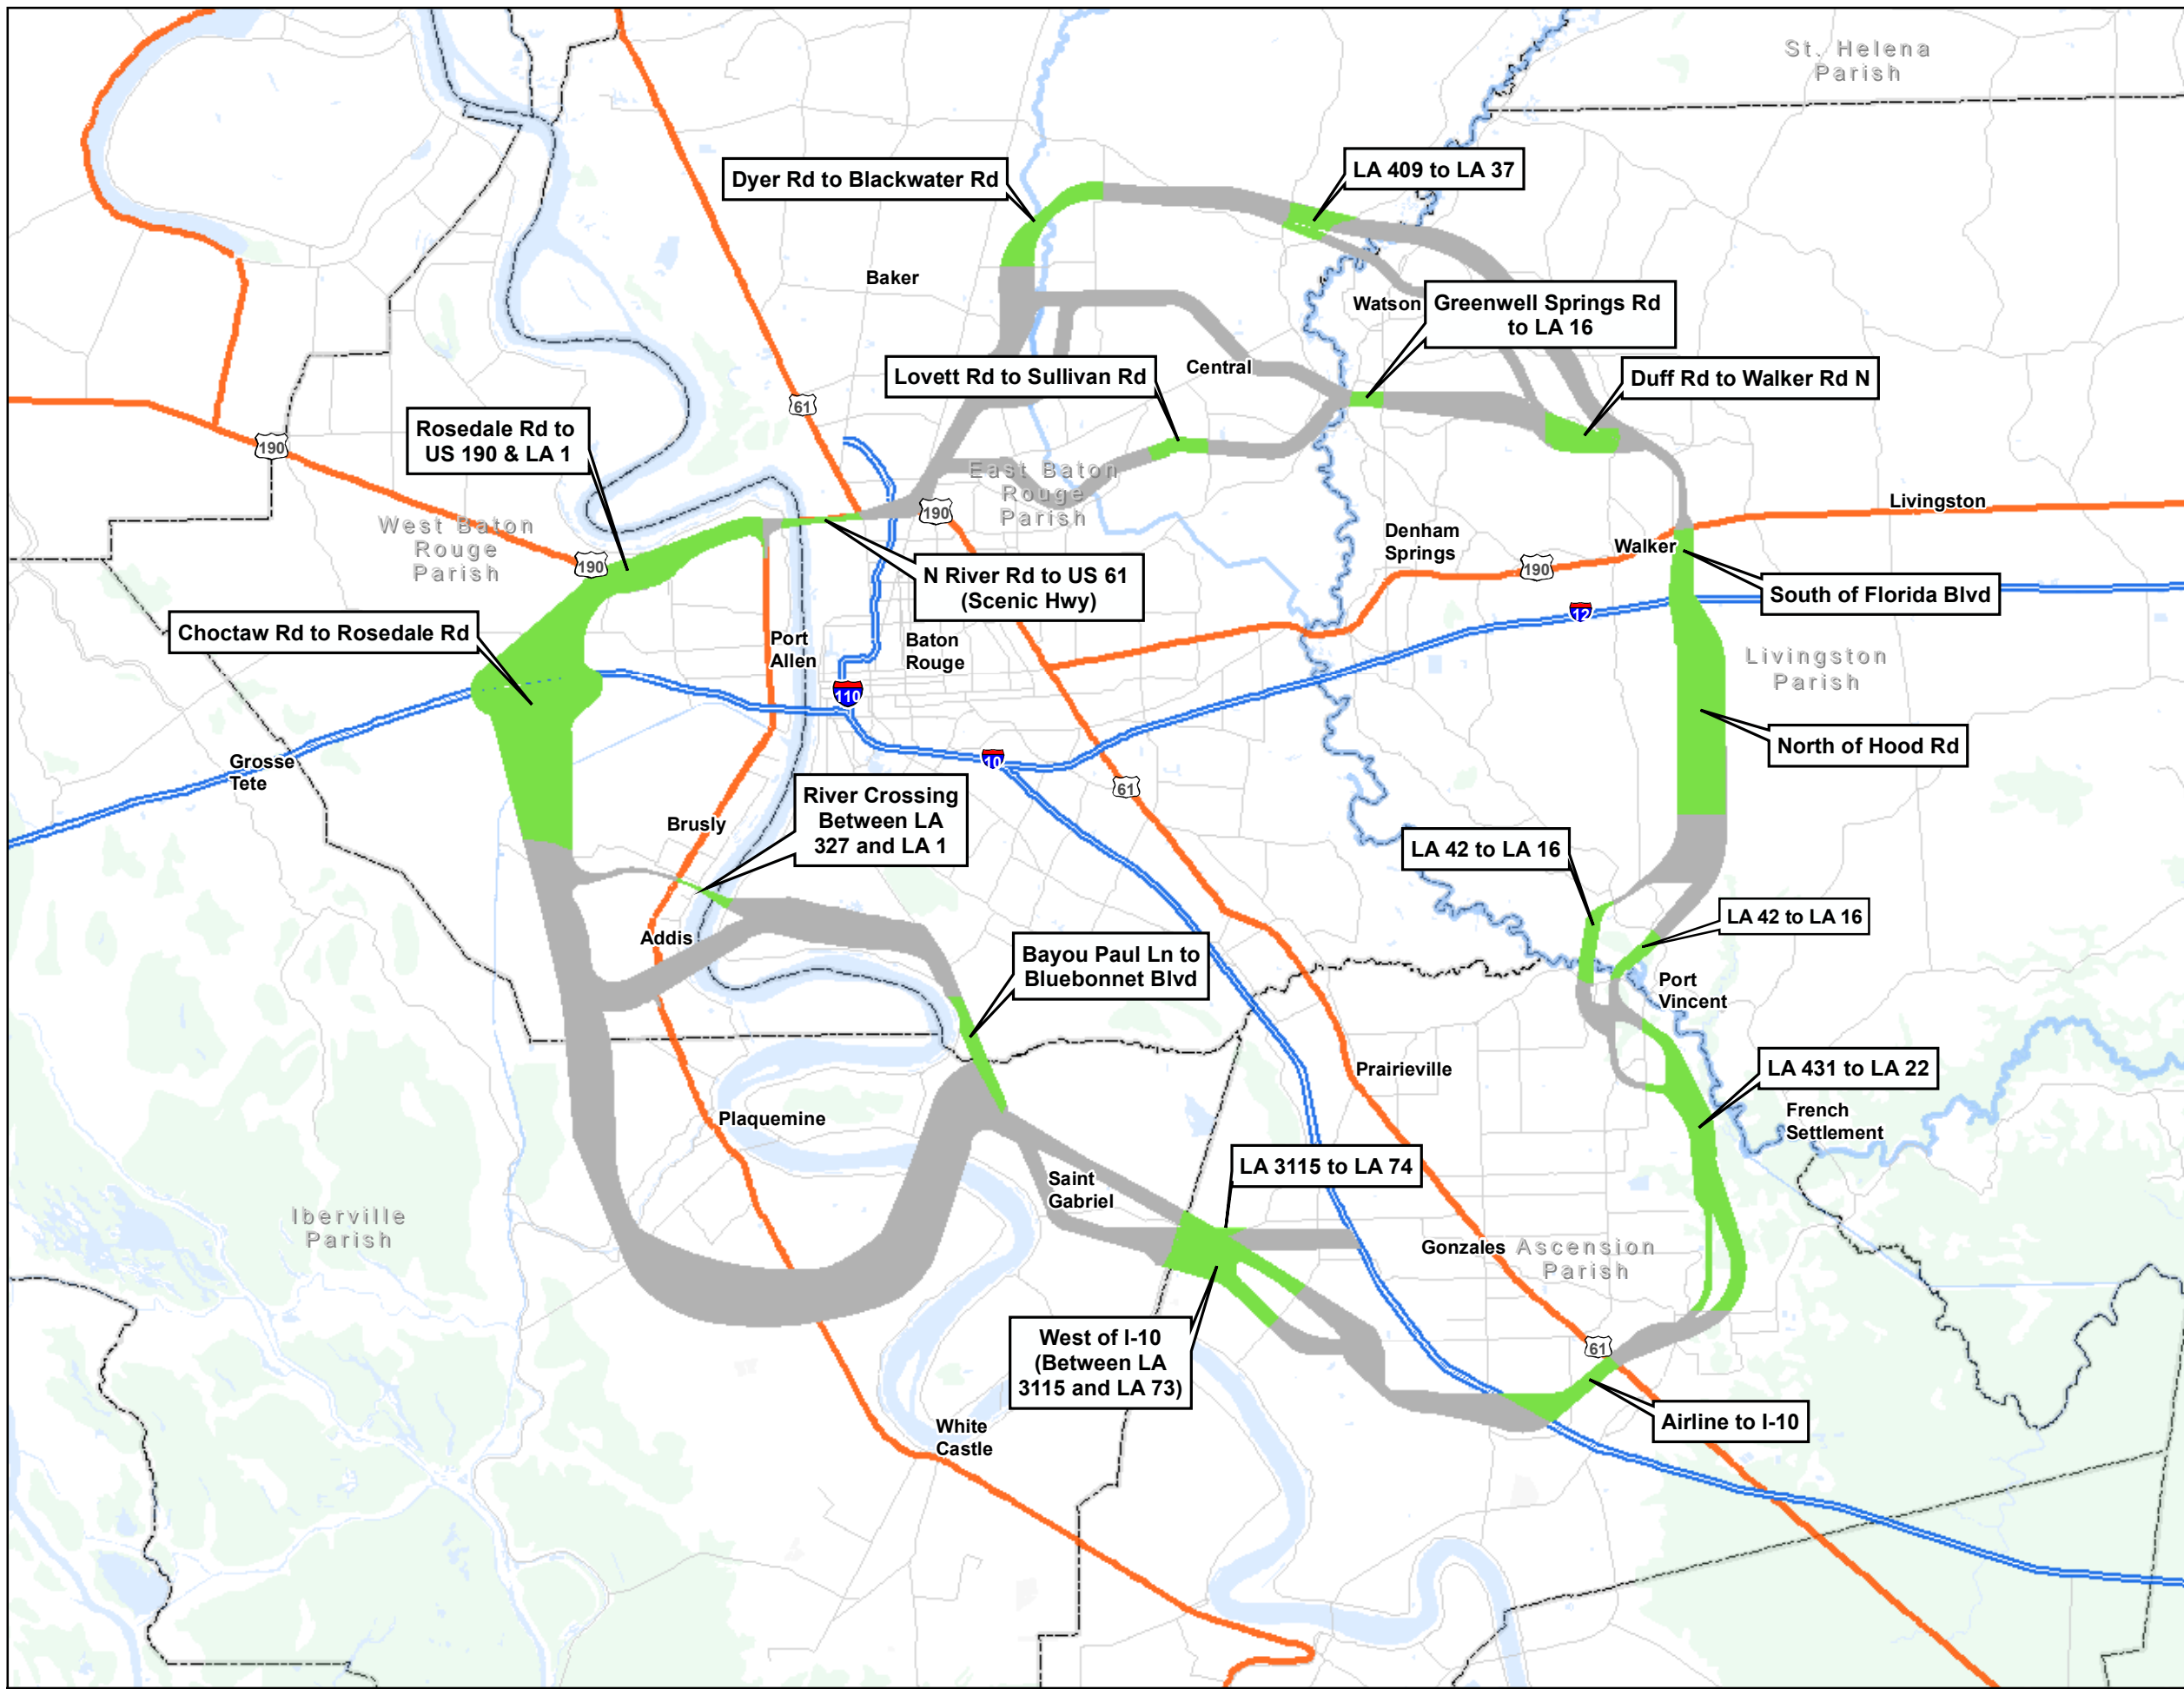 St. Helena
Parish
Dyer Rd to Blackwater Rd
LA 409 to LA 37
Baker
Watson
Greenwell Springs Rd
to LA 16
Lovett Rd to Sullivan Rd
Central
Duff Rd to Walker Rd N
61
Rosedale Rd to
US 190 & LA 1
190
East Baton
Rouge
Parish
190
Livingston
West Baton
Rouge
Parish
Denham
Springs
Walker
190
190
N River Rd to US 61
(Scenic Hwy)
South of Florida Blvd
12
Choctaw Rd to Rosedale Rd
Port
Allen
Baton
Rouge
Livingston
Parish
110
North of Hood Rd
Grosse
Tete
10
61
River Crossing
Between LA
327 and LA 1
Brusly
LA 42 to LA 16
LA 42 to LA 16
Addis
Bayou Paul Ln to
Bluebonnet Blvd
Port
Vincent
Prairieville
LA 431 to LA 22
Plaquemine
French
Settlement
LA 3115 to LA 74
Saint
Gabriel
Iberville
Parish
Gonzales
Ascension
Parish
West of I-10
(Between LA
3115 and LA 73)
61
Airline to I-10
White
Castle